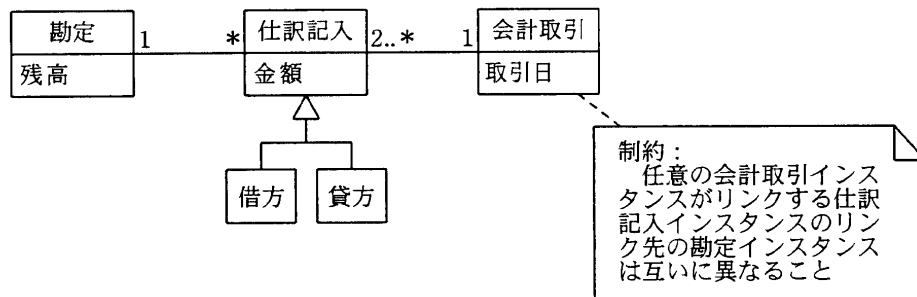 勘定
1
*
仕訳記入
2..*
1
会計取引
残高
金額
取引日
借方
貸方
制約：
任意の会計取引インス
タンスがリンクする仕訳
記入インスタンスのリン
ク先の勘定インスタンス
は互いに異なること